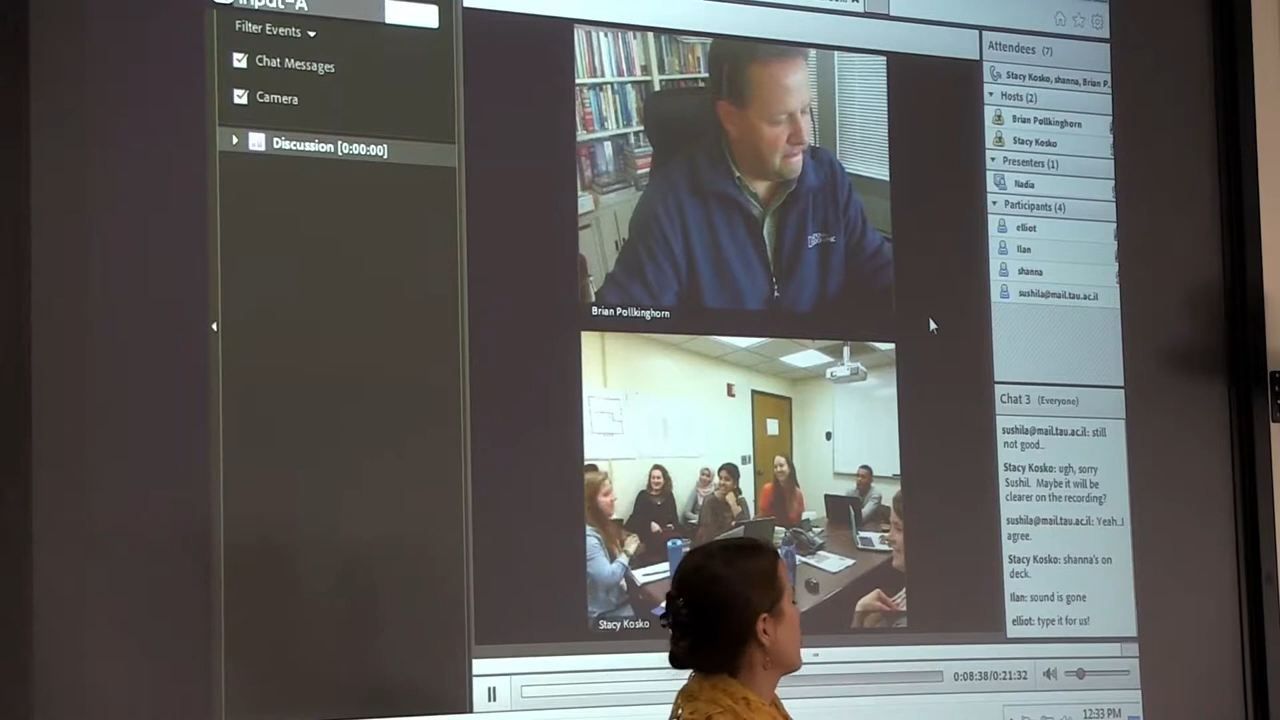 Input-A
Filter Events
Chat Messages
Camera
Discussion [0:00:00]
Brian Pollkinghorn
Stacy Kosko
Attendees (7)
Stacy Kosko, shanna, Brian P..
Hosts (2)
Brian Pollkinghorn
Stacy Kosko
Presenters (1)
Nadia
Participants (4)
elliot
Ilan
shanna
sushila@mail.tau.ac.il
Chat 3 (Everyone)
sushila@mail.tau.ac.il: still
not good..
Stacy Kosko: ugh, sorry
Sushil. Maybe it will be
clearer on the recording?
sushila@mail.tau.ac.il: Yeah..I
agree.
Stacy Kosko: shanna's on
deck.
Ilan: sound is gone
elliot: type it for us!
0:08:38/0:21:32
12:33 PM